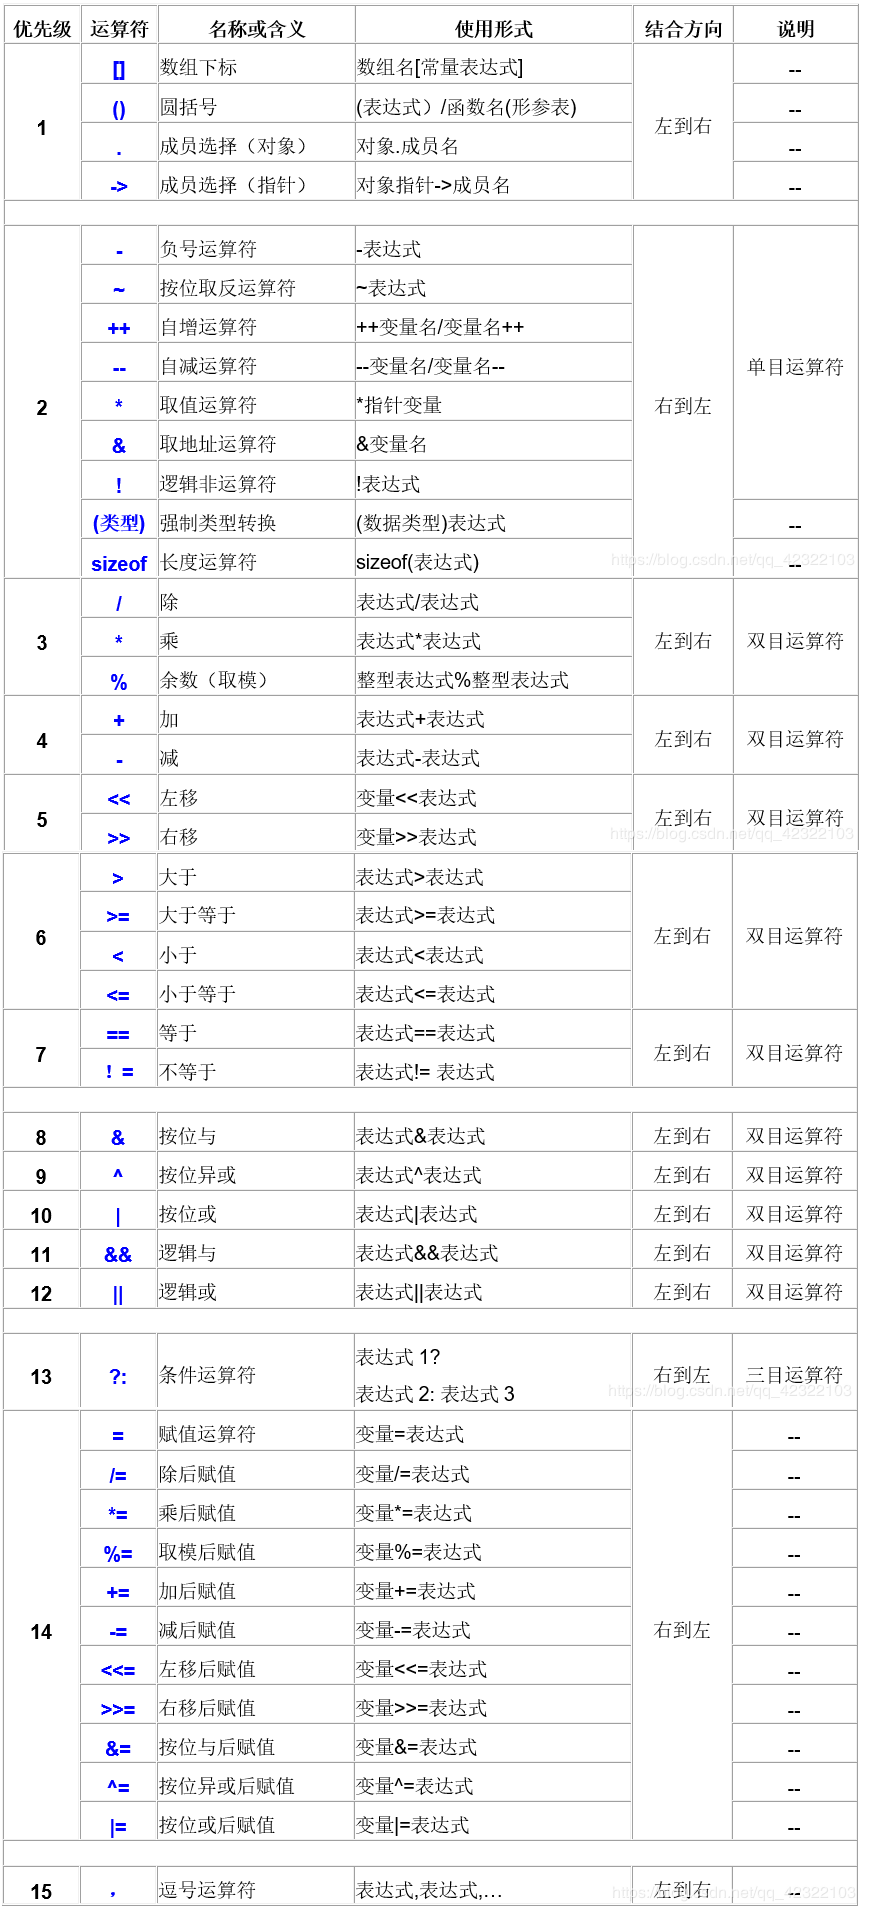 优先级 运算符 名称或含义 使用形式 结合方向 说明
1 [] 数组下标 数组名[常量表达式] 左到右 --
() 圆括号 (表达式）/函数名(形参表) --
. 成员选择（对象） 对象.成员名 --
-> 成员选择（指针） 对象指针->成员名 --
2 - 负号运算符 -表达式 右到左 单目运算符
~ 按位取反运算符 ~表达式
++ 自增运算符 ++变量名/变量名++
-- 自减运算符 --变量名/变量名--
* 取值运算符 *指针变量
& 取地址运算符 &变量名
! 逻辑非运算符 !表达式
(类型) 强制类型转换 (数据类型)表达式 --
sizeof 长度运算符 sizeof(表达式) --
https://blog.csdn.net/qq_42322103
3 / 除 表达式/表达式 左到右 双目运算符
* 乘 表达式*表达式
% 余数（取模） 整型表达式%整型表达式
4 + 加 表达式+表达式 左到右 双目运算符
- 减 表达式-表达式
5 << 左移 变量<<表达式 左到右 双目运算符
>> 右移 变量>>表达式
https://blog.csdn.net/qq_42322103
6 > 大于 表达式>表达式 左到右 双目运算符
>= 大于等于 表达式>=表达式
< 小于 表达式<表达式
<= 小于等于 表达式<=表达式
7 == 等于 表达式==表达式 左到右 双目运算符
！= 不等于 表达式!= 表达式
8 & 按位与 表达式&表达式 左到右 双目运算符
9 ^ 按位异或 表达式^表达式 左到右 双目运算符
10 | 按位或 表达式|表达式 左到右 双目运算符
11 && 逻辑与 表达式&&表达式 左到右 双目运算符
12 || 逻辑或 表达式||表达式 左到右 双目运算符
13 ?: 条件运算符 表达式 1? 右到左 三目运算符
表达式 2: 表达式 3
https://blog.csdn.net/qq_42322103
14 = 赋值运算符 变量=表达式 右到左 --
/= 除后赋值 变量/=表达式 --
*= 乘后赋值 变量*=表达式 --
%= 取模后赋值 变量%=表达式 --
+= 加后赋值 变量+=表达式 --
-= 减后赋值 变量-=表达式 --
<<= 左移后赋值 变量<<=表达式 --
>>= 右移后赋值 变量>>=表达式 --
&= 按位与后赋值 变量&=表达式 --
^= 按位异或后赋值 变量^=表达式 --
|= 按位或后赋值 变量|=表达式 --
15 ， 逗号运算符 表达式,表达式,… 左到右 --
https://blog.csdn.net/qq_42322103